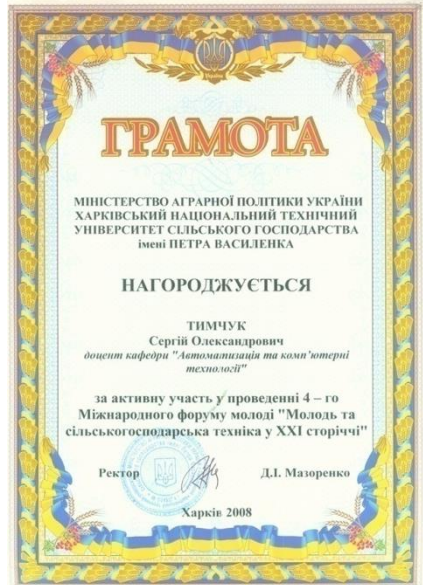 Україна
ГРАМОТА
МІНІСТЕРСТВО АГРАРНОЇ ПОЛІТИКИ УКРАЇНИ
ХАРКІВСЬКИЙ НАЦІОНАЛЬНИЙ ТЕХНІЧНИЙ
УНІВЕРСИТЕТ СІЛЬСЬКОГО ГОСПОДАРСТВА
імені ПЕТРА ВАСИЛЕНКА
НАГОРОДЖУЄТЬСЯ
ТИМЧУК
Сергій Олександрович
доцент кафедри "Автоматизація та комп'ютерні
технології"
за активну участь у проведенні 4 – го
Міжнародного форуму молоді "Молодь та
сільськогосподарська техніка у XXI сторіччі"
Ректор Д.І. Мазоренко
Харків 2008